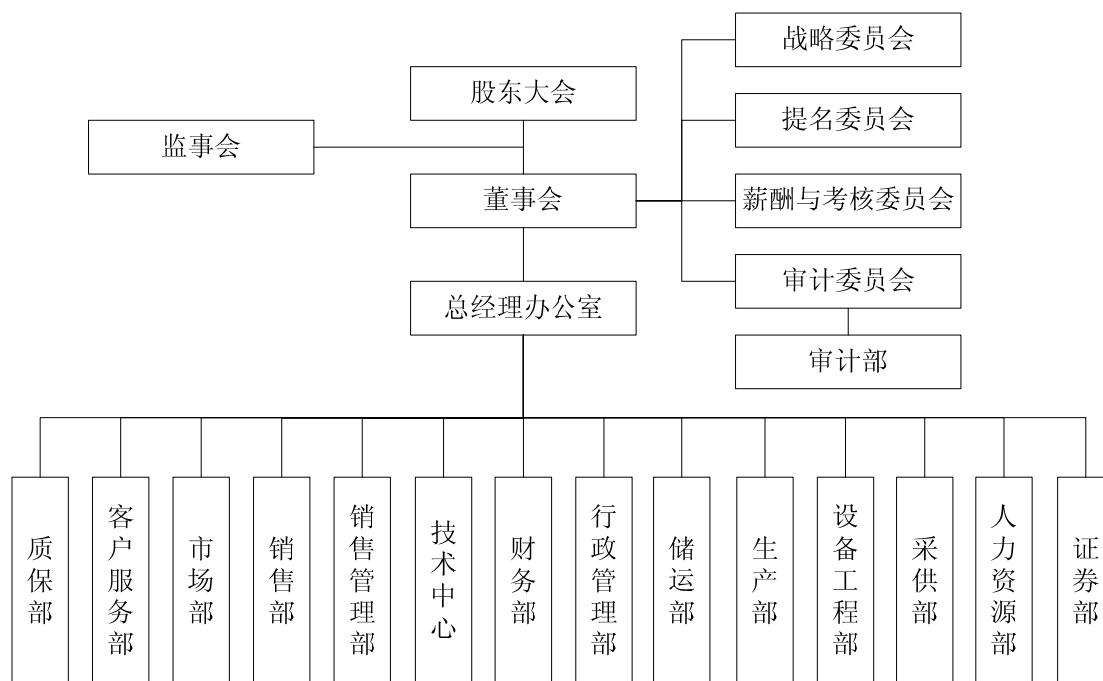 战略委员会
股东大会
提名委员会
监事会
董事会
薪酬与考核委员会
审计委员会
总经理办公室
审计部
质保部
客户服务部
市场部
销售部
销售管理部
技术中心
财务部
行政管理部
储运部
生产部
设备工程部
采供部
人力资源部
证券部